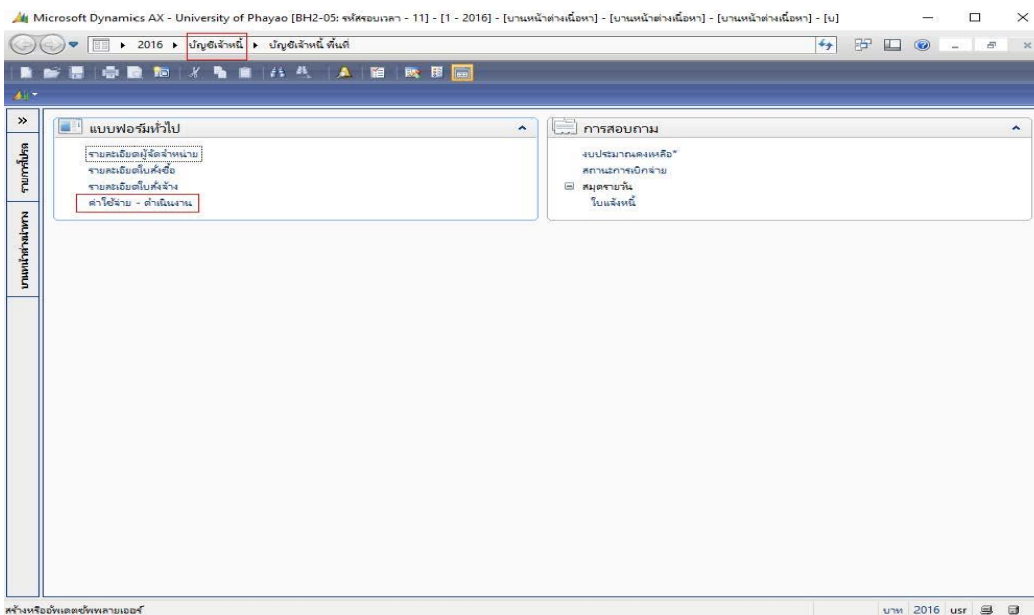 Microsoft Dynamics AX - University of Phayao [BH2-05: รหัสรอบเวลา - 11] - [1 - 2016] - [บานหน้าต่างเนื้อหา] - [บานหน้าต่างเนื้อหา] - [บานหน้าต่างเนื้อหา] - [บ]
2016 บัญชีเจ้าหนี้ บัญชีเจ้าหนี้ พื้นที่
แบบฟอร์มทั่วไป
รายละเอียดผู้จัดจำหน่าย
รายละเอียดใบสั่งซื้อ
รายละเอียดใบสั่งจ้าง
ค่าใช้จ่าย - ดำเนินงาน
การสอบถาม
งบประมาณคงเหลือ*
สถานะการเบิกจ่าย
สมุดรายวัน
ใบแจ้งหนี้
รายการโปรด
บานหน้าต่างนำทาง
สร้างหรืออัพเดตซัพพลายเออร์
บาท 2016 usr